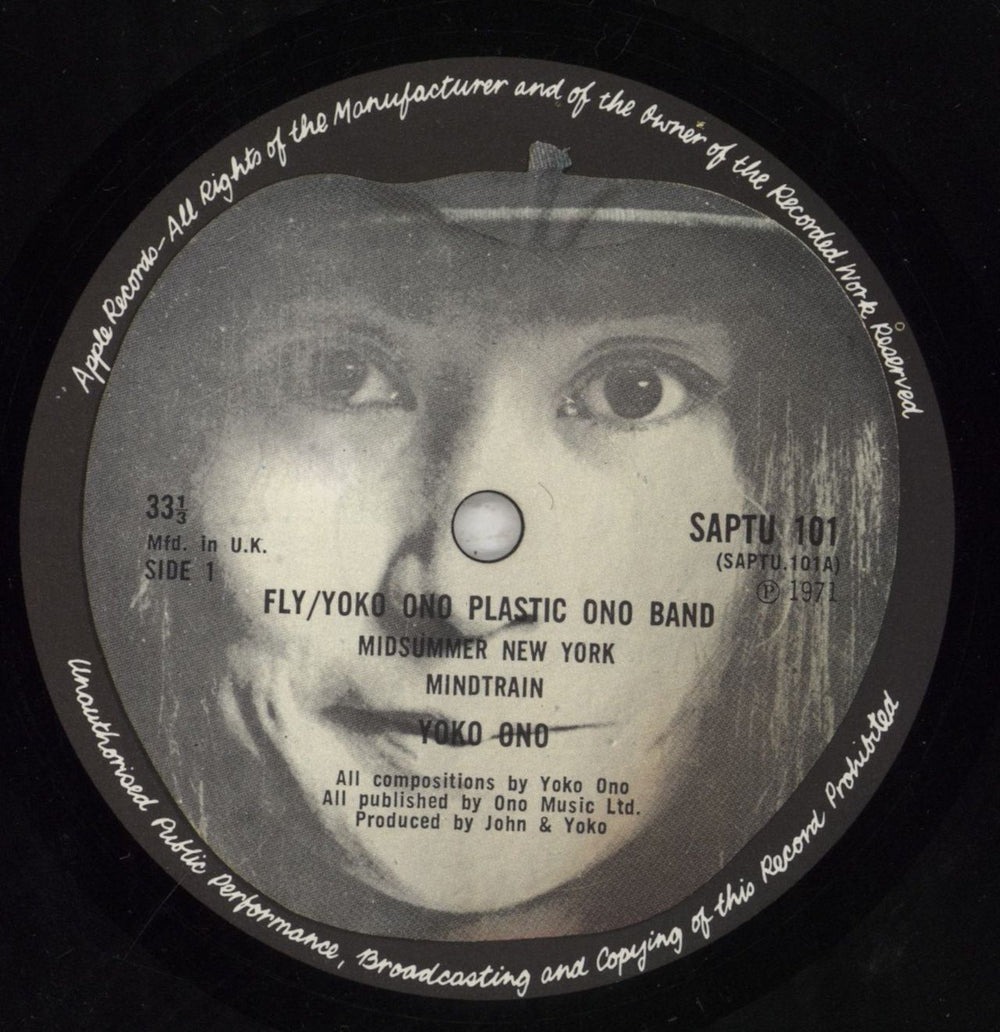 Apple Records-All Rights of the Manufacturer and of the Owner of the Recorded Work Reserved
33⅓
Mfd. in U.K.
SIDE 1
SAPTU 101
(SAPTU.101A)
Ⓟ 1971
FLY/YOKO ONO PLASTIC ONO BAND
MIDSUMMER NEW YORK
MINDTRAIN
YOKO ONO
All compositions by Yoko Ono
All published by Ono Music Ltd.
Produced by John & Yoko
Unauthorised Public Performance, Broadcasting and Copying of this Record Prohibited